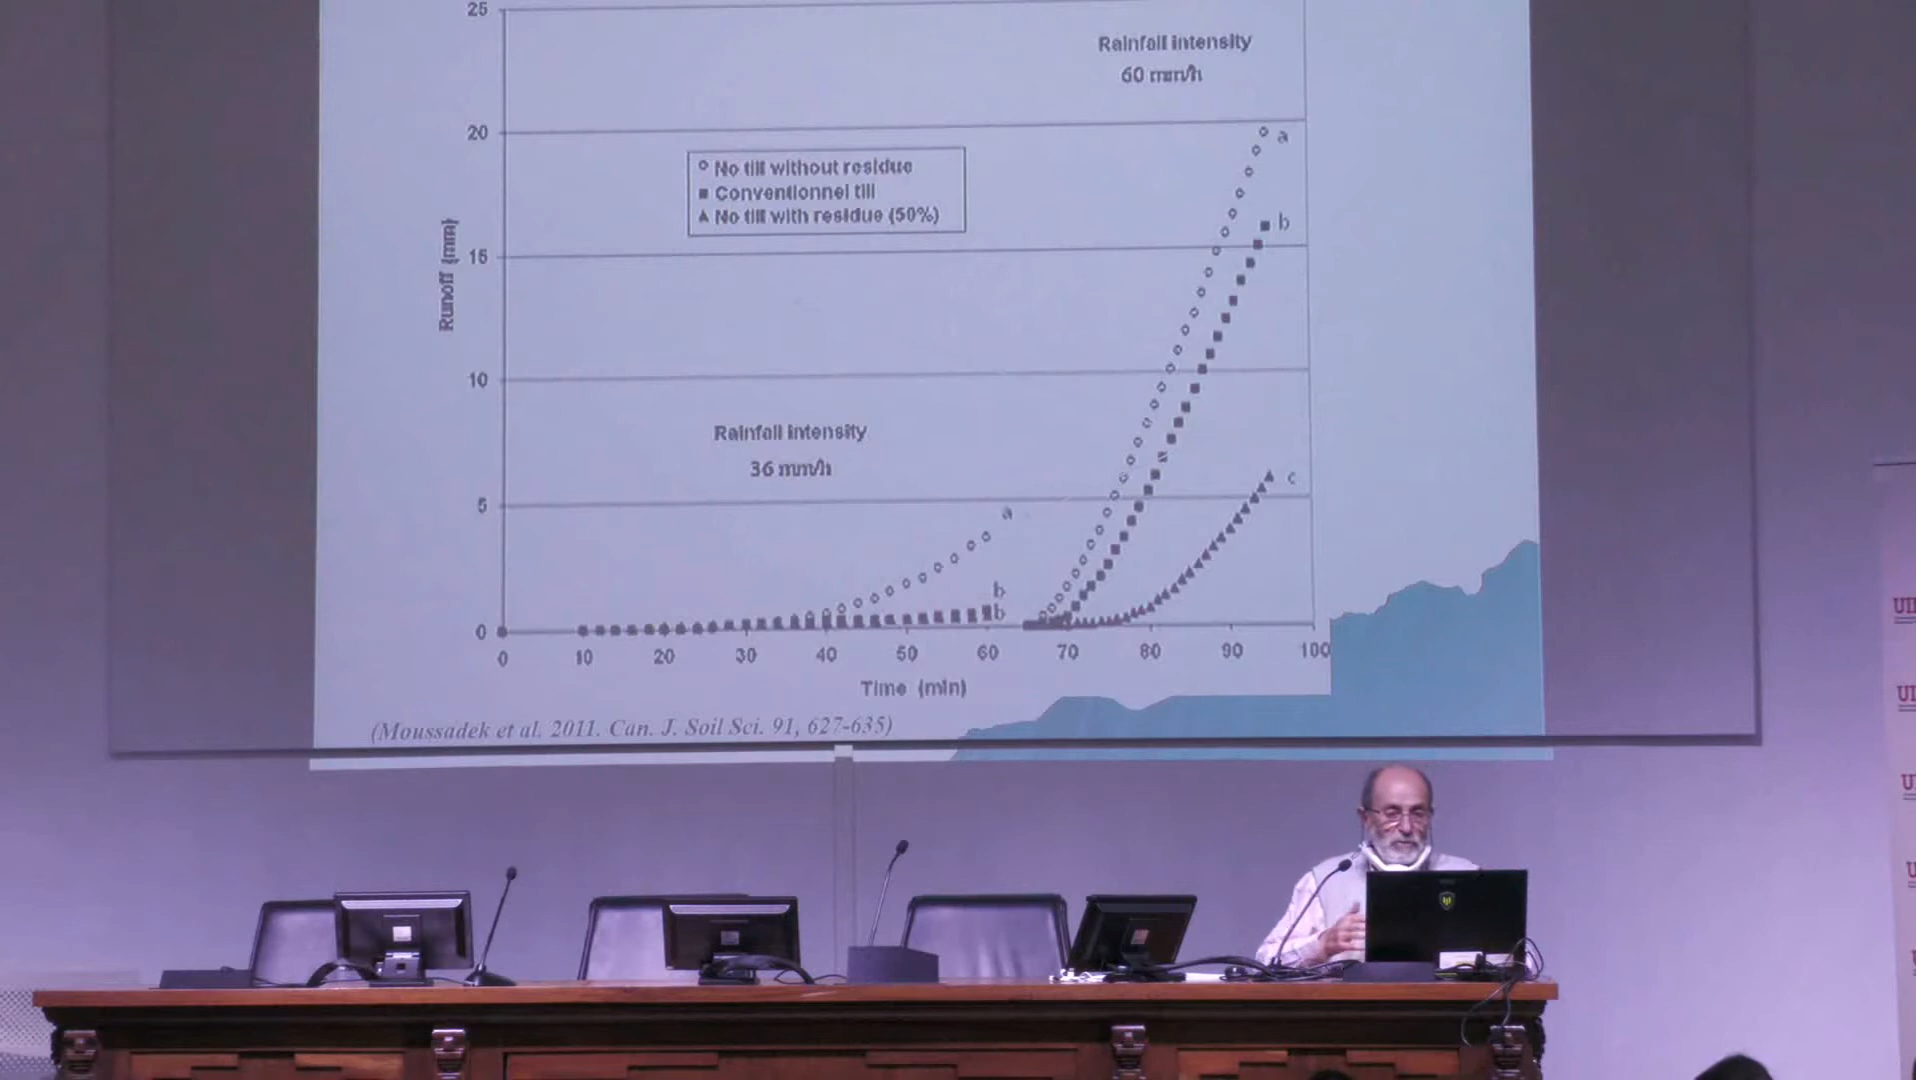 25
Rainfall intensity
60 mm/h
20
a
No till without residue
Conventionnel till
No till with residue (50%)
b
15
Runoff (mm)
10
Rainfall intensity
36 mm/h
c
5
a
b
b
0
0 10 20 30 40 50 60 70 80 90 100
Time (min)
(Moussadek et al. 2011. Can. J. Soil Sci. 91, 627-635)